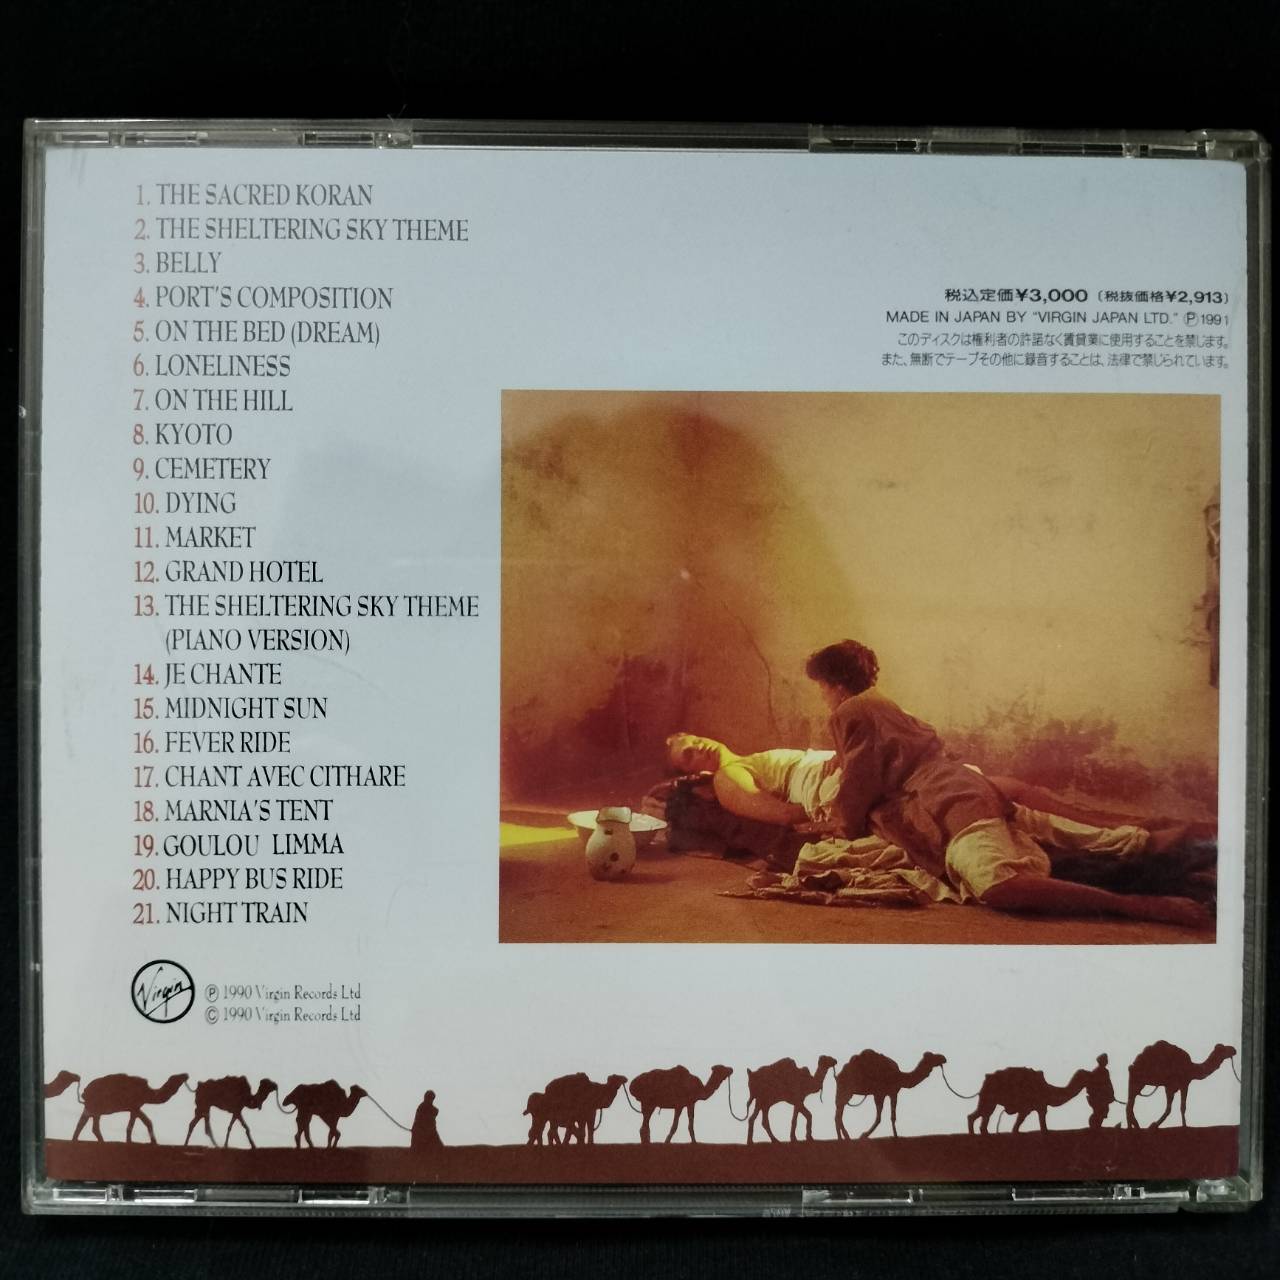 1. THE SACRED KORAN
2. THE SHELTERING SKY THEME
3. BELLY
4. PORT'S COMPOSITION
5. ON THE BED (DREAM)
6. LONELINESS
7. ON THE HILL
8. KYOTO
9. CEMETERY
10. DYING
11. MARKET
12. GRAND HOTEL
13. THE SHELTERING SKY THEME
(PIANO VERSION)
14. JE CHANTE
15. MIDNIGHT SUN
16. FEVER RIDE
17. CHANT AVEC CITHARE
18. MARNIA'S TENT
19. GOULOU LIMMA
20. HAPPY BUS RIDE
21. NIGHT TRAIN
税込定価¥3,000 (税抜価格¥2,913)
MADE IN JAPAN BY "VIRGIN JAPAN LTD." Ⓟ1991
このディスクは権利者の許諾なく賃貸業に使用することを禁じます。
また、無断でテープその他に録音することは、法律で禁じられています。
Virgin
Ⓟ 1990 Virgin Records Ltd
© 1990 Virgin Records Ltd